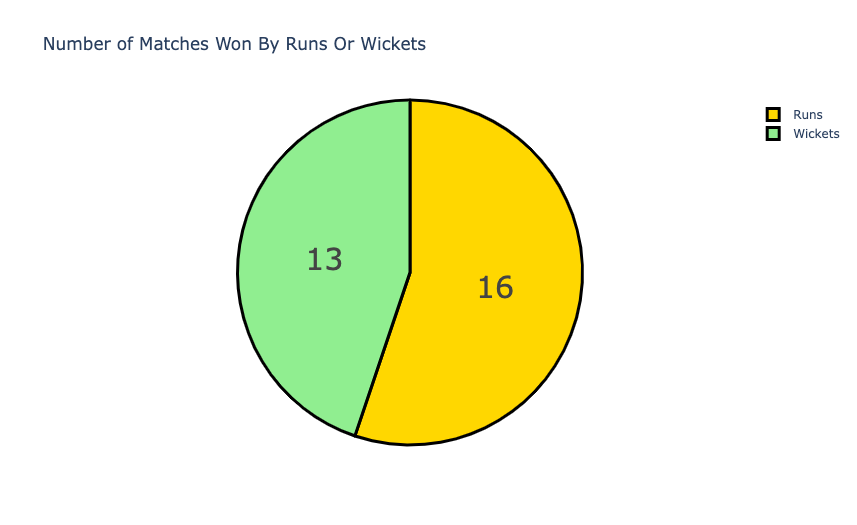 Number of Matches Won By Runs Or Wickets
Runs
Wickets
13
16